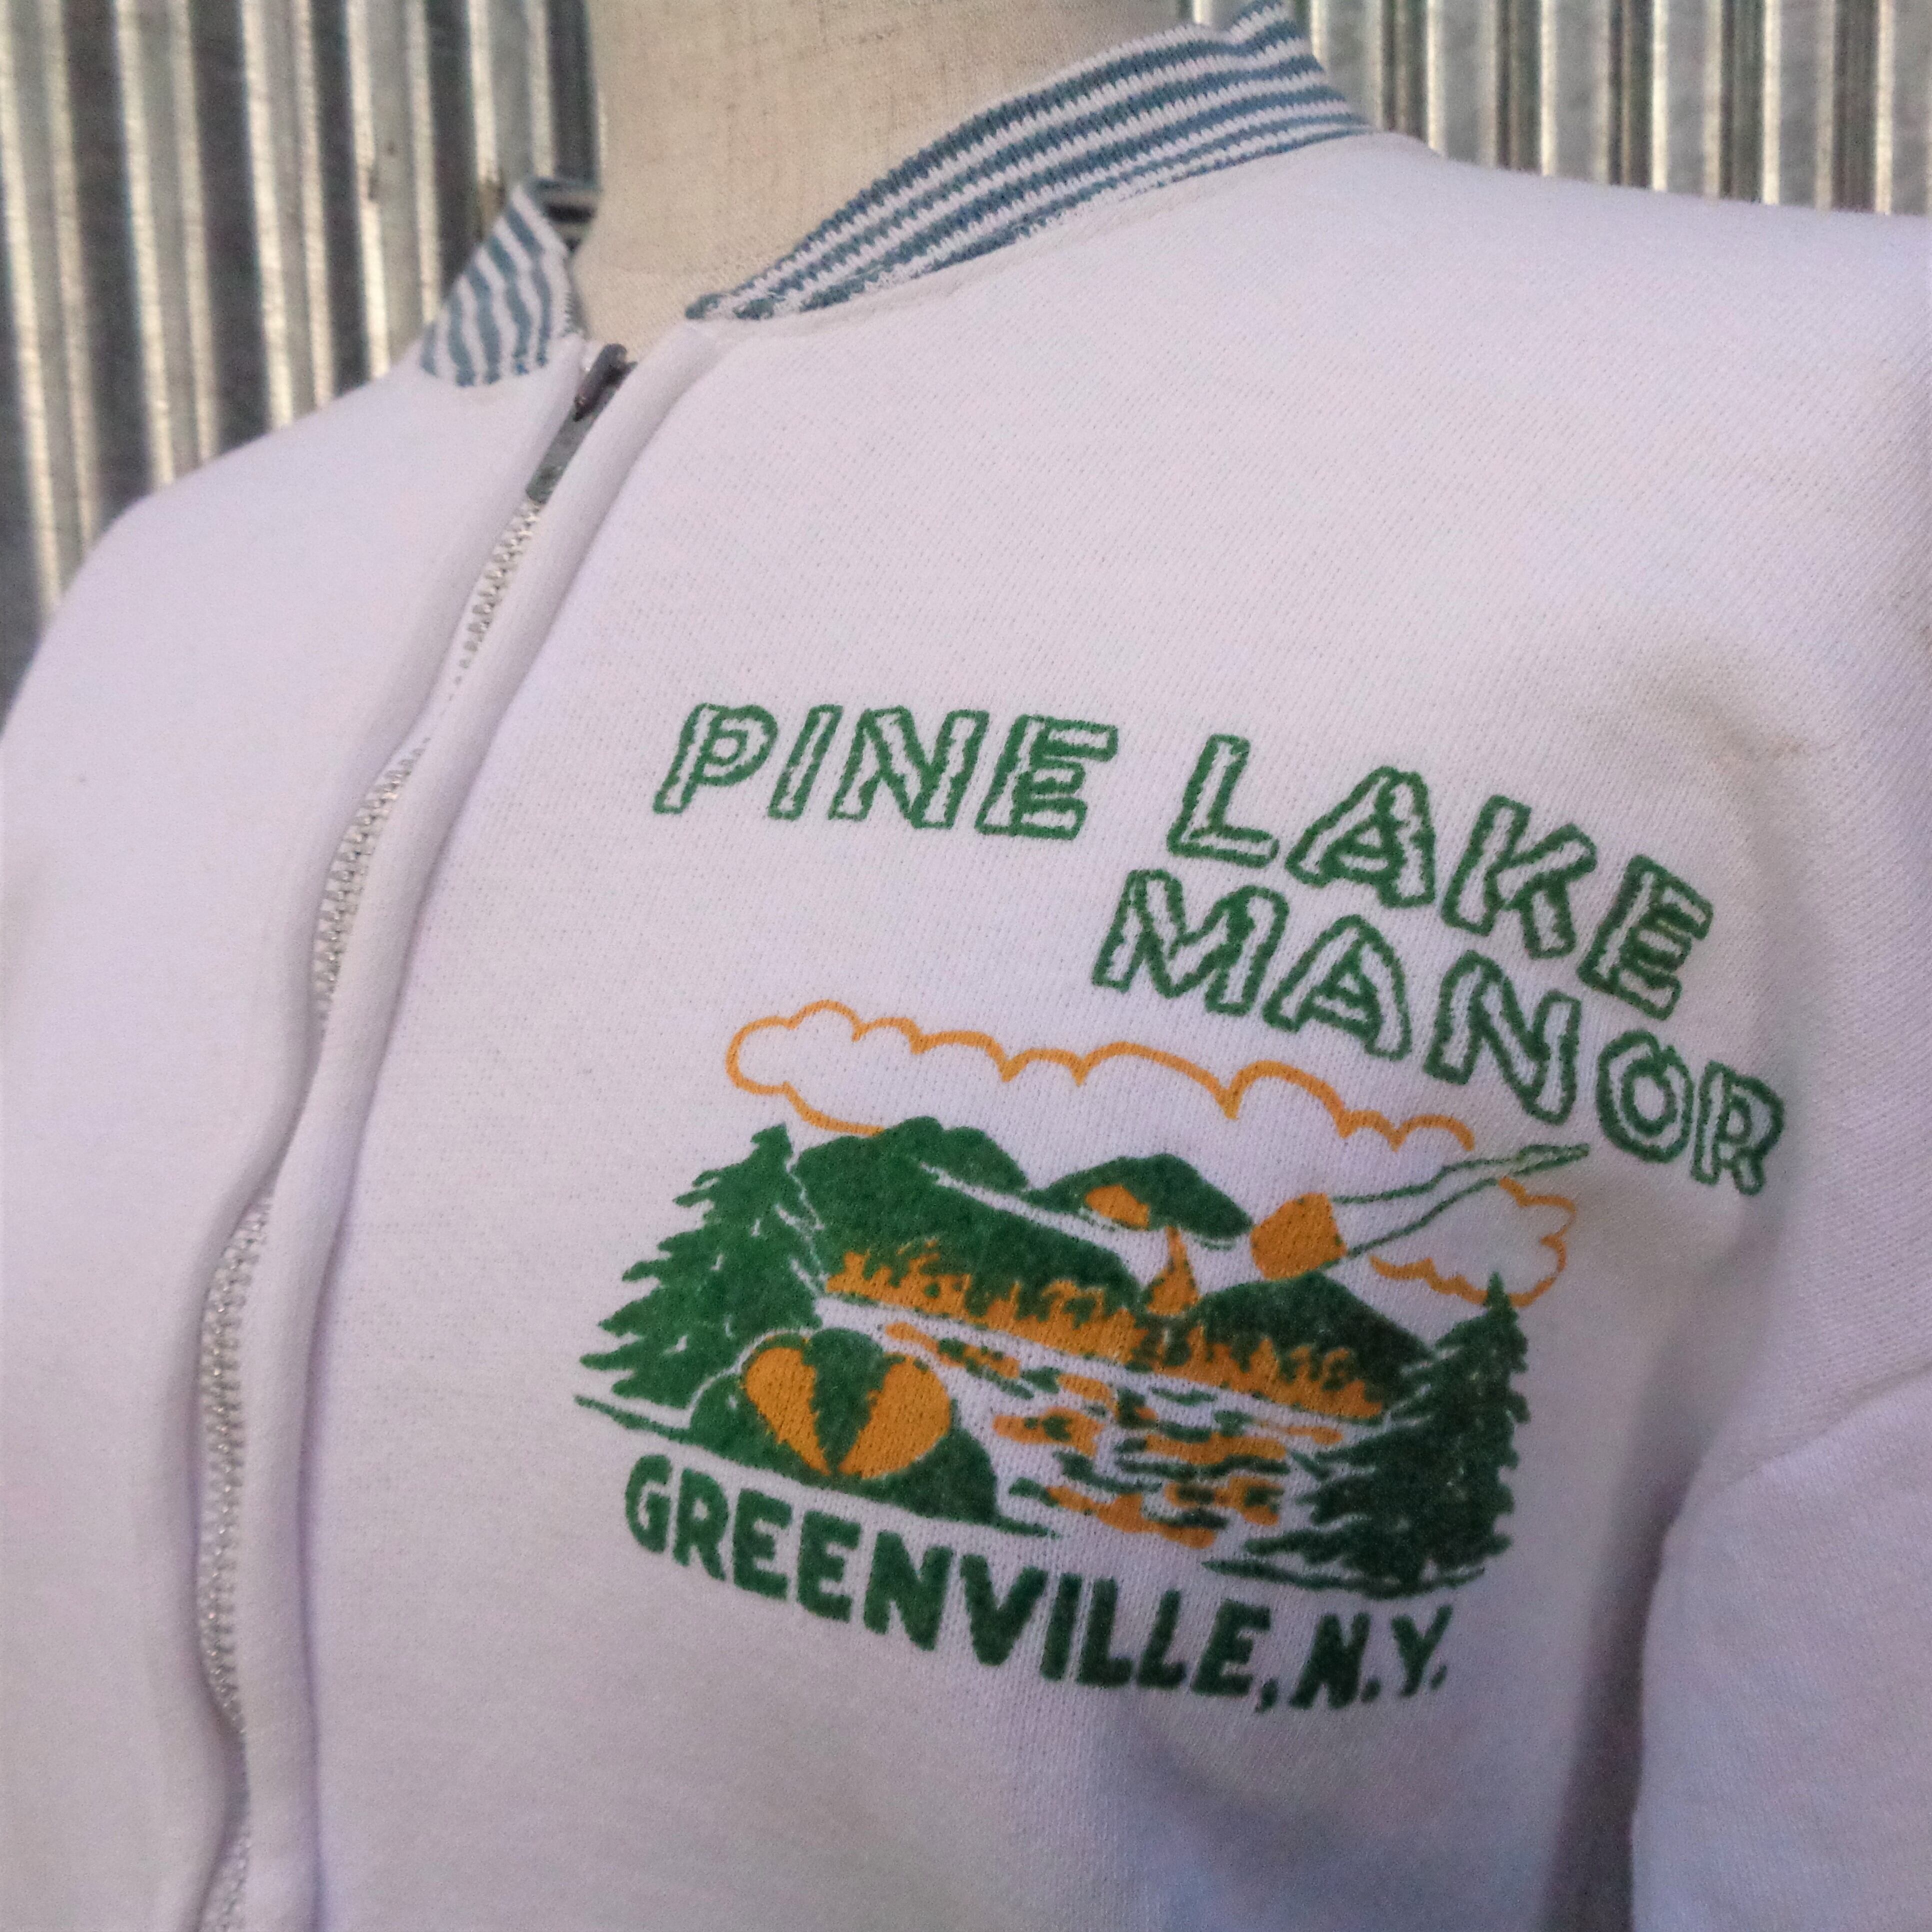 PINE LAKE
MANOR
GREENVILLE, N.Y.